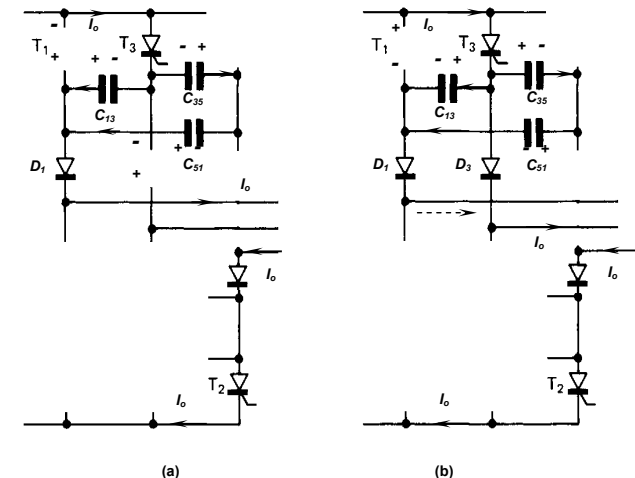 - Io
T1 + T3
+ - - +
C13 C35
- + - C51
D1
+
Io
Io
T2
Io
(a)
+ Io
T1 T3
- - + + -
C13 C35
- + C51
D1 D3
Io
Io
T2
Io
(b)